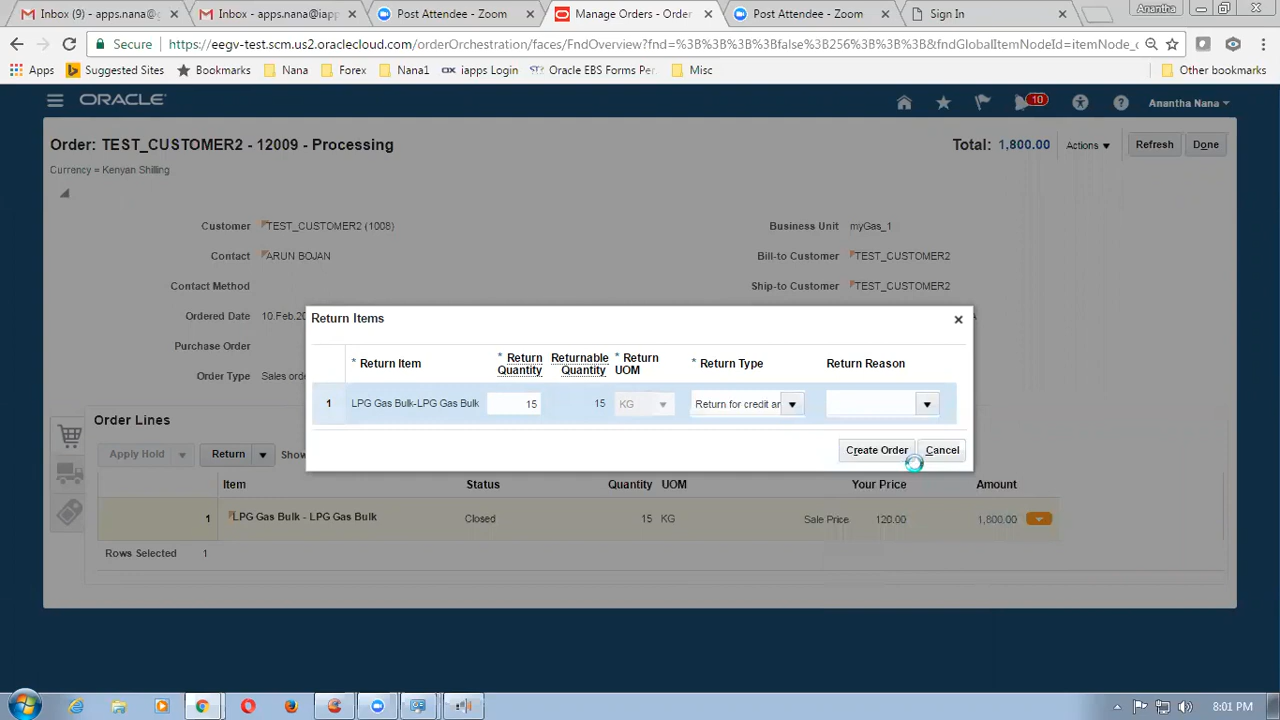 Inbox (9) - apps.nana@g
Inbox - apps.nana@iapp
Post Attendee - Zoom
Manage Orders - Order
Post Attendee - Zoom
Sign In
Anantha
Secure
https://eegv-test.scm.us2.oraclecloud.com/orderOrchestration/faces/FndOverview?fnd=%3B%3B%3B%3Bfalse%3B256%3B%3B%3B&fndGlobalItemNodeId=itemNode_c
Apps
Suggested Sites
Bookmarks
Nana
Forex
Nana1
iapps Login
Oracle EBS Forms Per
Misc
Other bookmarks
ORACLE
10
Anantha Nana
Order: TEST_CUSTOMER2 - 12009 - Processing
Total: 1,800.00
Actions
Refresh
Done
Currency = Kenyan Shilling
Customer TEST_CUSTOMER2 (1008)
Business Unit myGas_1
Contact ARUN BOJAN
Bill-to Customer TEST_CUSTOMER2
Contact Method
Ship-to Customer TEST_CUSTOMER2
Ordered Date 10.Feb.20
Purchase Order
Order Type Sales ord
Return Items
* Return Item
* Return Quantity
Returnable Quantity
* Return UOM
* Return Type
Return Reason
1 LPG Gas Bulk-LPG Gas Bulk 15 15 KG Return for credit ar
Create Order
Cancel
Order Lines
Apply Hold
Return
Show
Item Status Quantity UOM Your Price Amount
1 LPG Gas Bulk - LPG Gas Bulk Closed 15 KG Sale Price 120.00 1,800.00
Rows Selected 1
8:01 PM